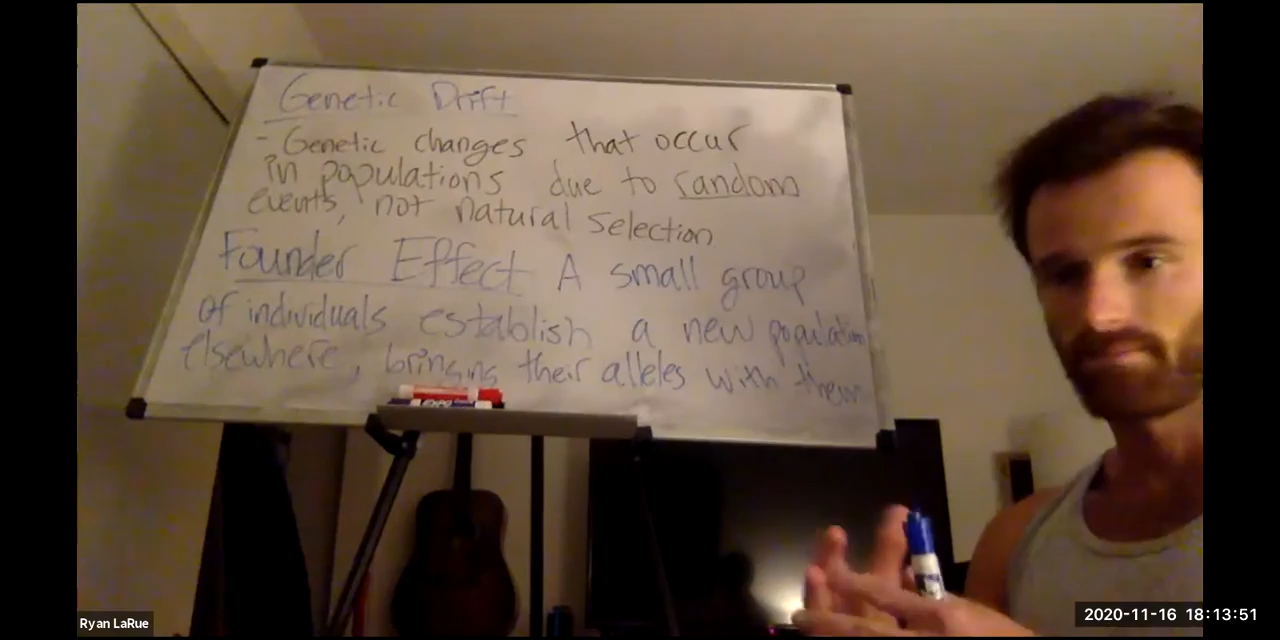 Genetic Drift
- Genetic changes that occur
in populations due to random
events, not natural selection
Founder Effect A small group
of individuals establish a new population
elsewhere, bringing their alleles with them
EXPO
Ryan LaRue
2020-11-16 18:13:51